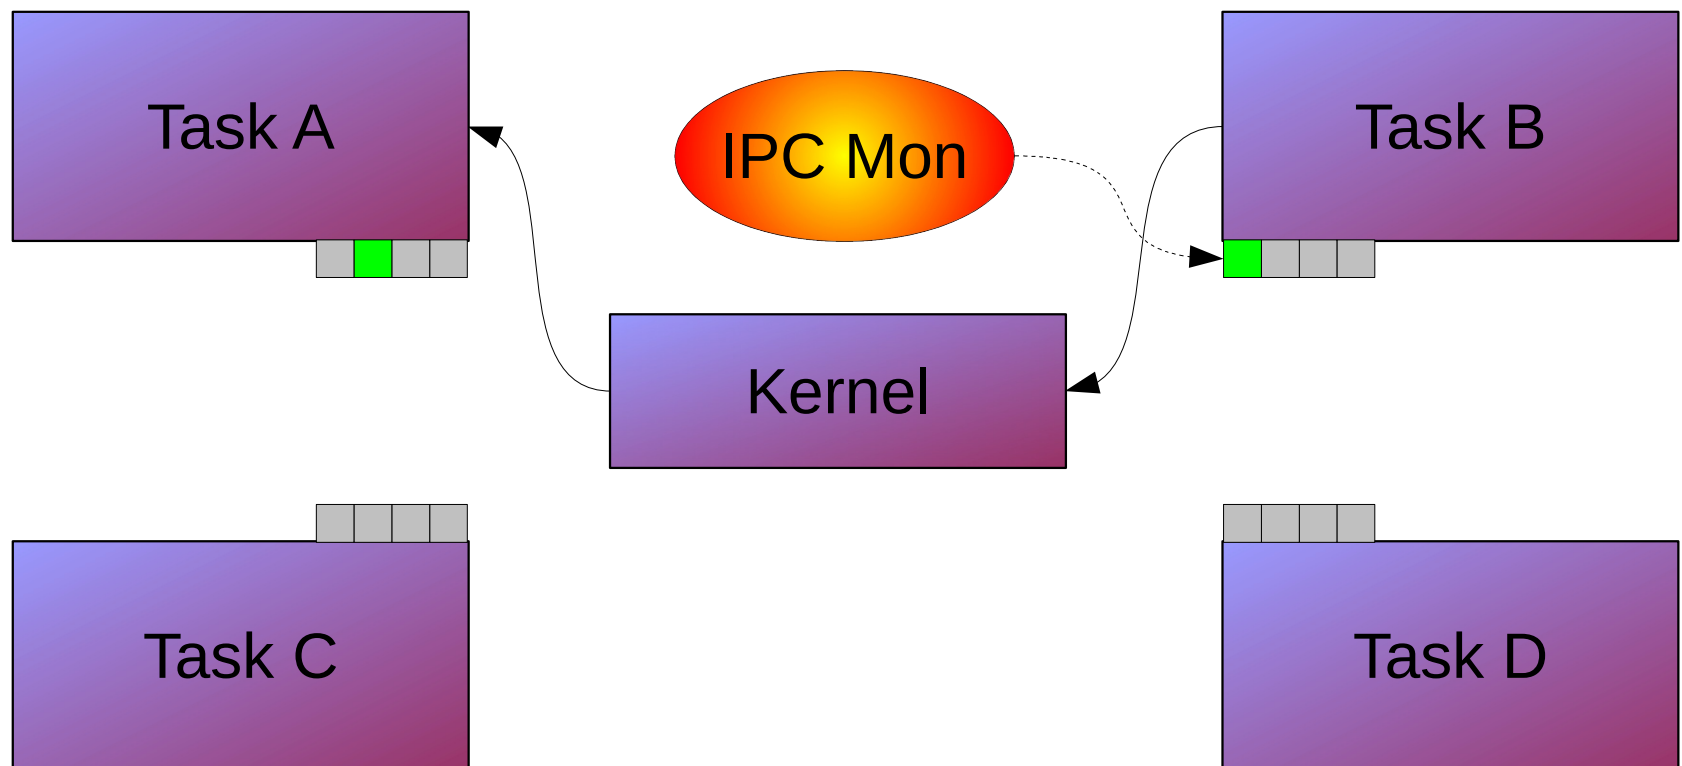 Task A
IPC Mon
Task B
Kernel
Task C
Task D